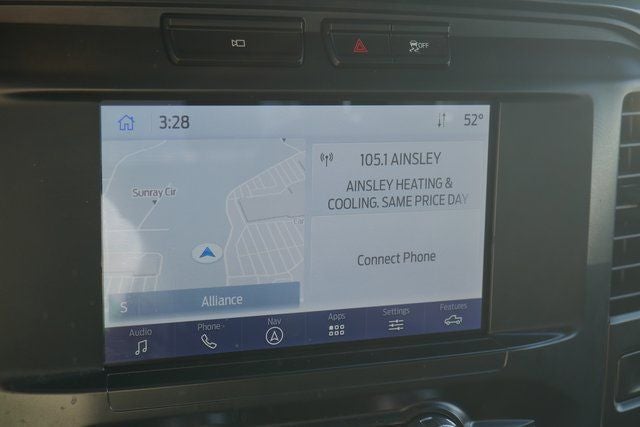 OFF
3:28
52°
Sunray Cir
105.1 AINSLEY
AINSLEY HEATING &
COOLING. SAME PRICE DAY
Car
Connect Phone
S
Alliance
Audio
Phone
Nav
Apps
Settings
Features